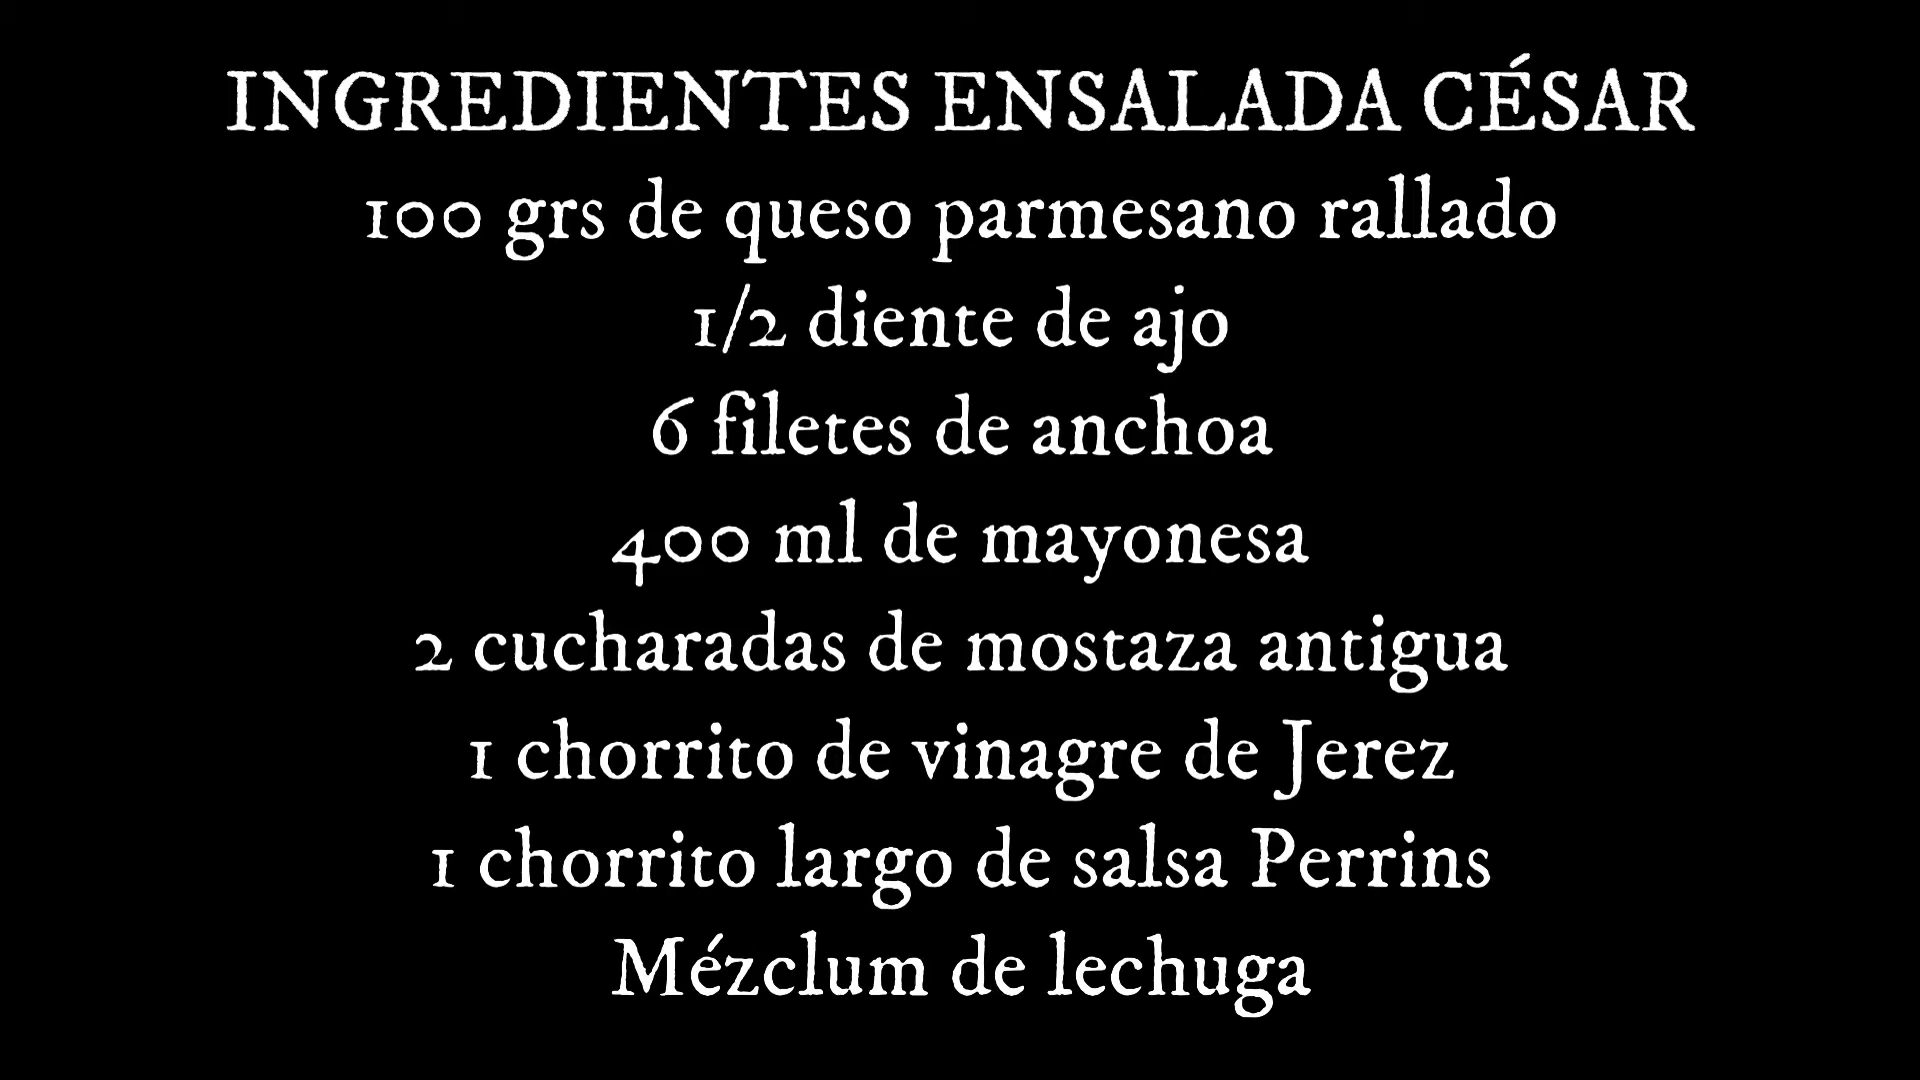 INGREDIENTES ENSALADA CÉSAR
100 grs de queso parmesano rallado
1/2 diente de ajo
6 filetes de anchoa
400 ml de mayonesa
2 cucharadas de mostaza antigua
1 chorrito de vinagre de Jerez
1 chorrito largo de salsa Perrins
Mézclum de lechuga